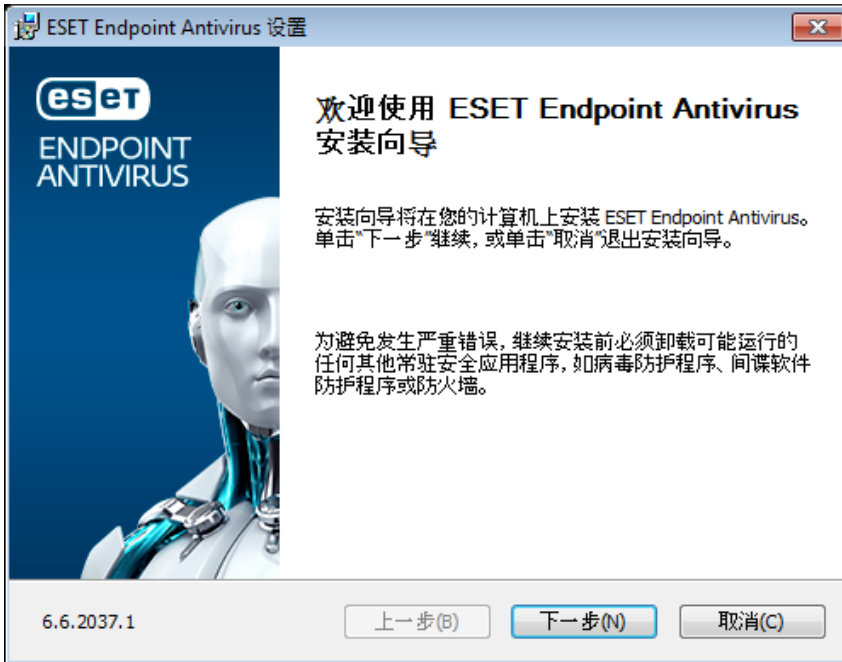 ESET Endpoint Antivirus 设置
eseT
ENDPOINT
ANTIVIRUS
欢迎使用 ESET Endpoint Antivirus
安装向导
安装向导将在您的计算机上安装 ESET Endpoint Antivirus。
单击"下一步"继续，或单击"取消"退出安装向导。
为避免发生严重错误，继续安装前必须卸载可能运行的
任何其他常驻安全应用程序，如病毒防护程序、间谍软件
防护程序或防火墙。
6.6.2037.1
上一步(B)
下一步(N)
取消(C)